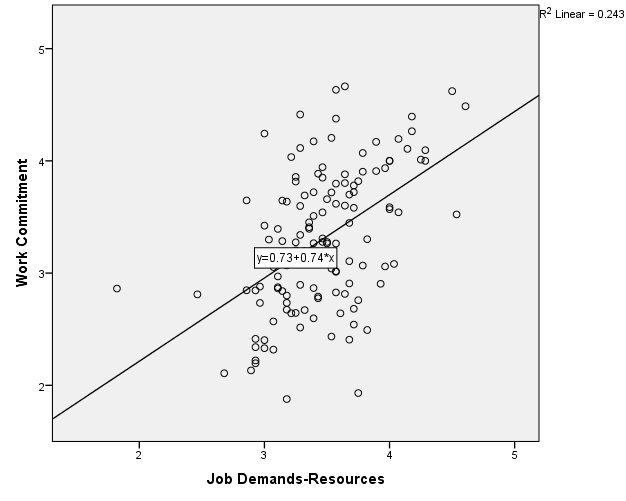 R2 Linear = 0.243
5
4
3
2
Work Commitment
y=0.73+0.74*x
2 3 4 5
Job Demands-Resources